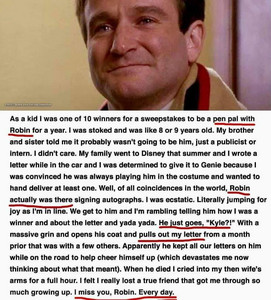 As a kid I was one of 10 winners for a sweepstakes to be a pen pal with
Robin for a year. I was stoked and was like 8 or 9 years old. My brother
and sister told me it probably wasn't going to be him, just a publicist or
intern. I didn't care. My family went to Disney that summer and I wrote a
letter while in the car and I was determined to give it to Genie because I
was convinced he was always playing him in the costume and wanted to
hand deliver at least one. Well, of all coincidences in the world, Robin
actually was there signing autographs. I was ecstatic. Literally jumping for
joy as I'm in line. We get to him and I'm rambling telling him how I was a
winner and about the letter and yada yada. He just goes, "Kyle?!" With a
massive grin and opens his coat and pulls out my letter from a month
prior that was with a few others. Apparently he kept all our letters on him
while on the road to help cheer himself up (which devastates me now
thinking about what that meant). When he died I cried into my then wife's
arms for a full hour. I felt I really lost a true friend that got me through so
much growing up. I miss you, Robin. Every day.